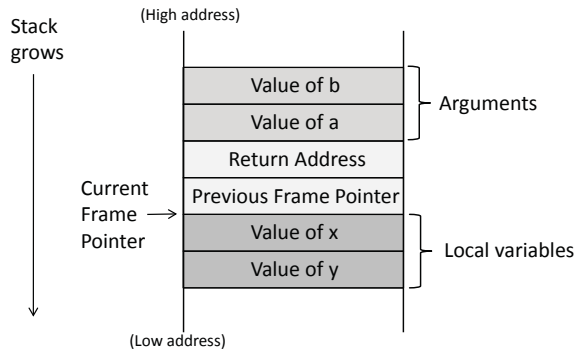 (High address)
Stack
grows
Value of b
Value of a
Arguments
Return Address
Previous Frame Pointer
Current
Frame
Pointer
Value of x
Value of y
Local variables
(Low address)